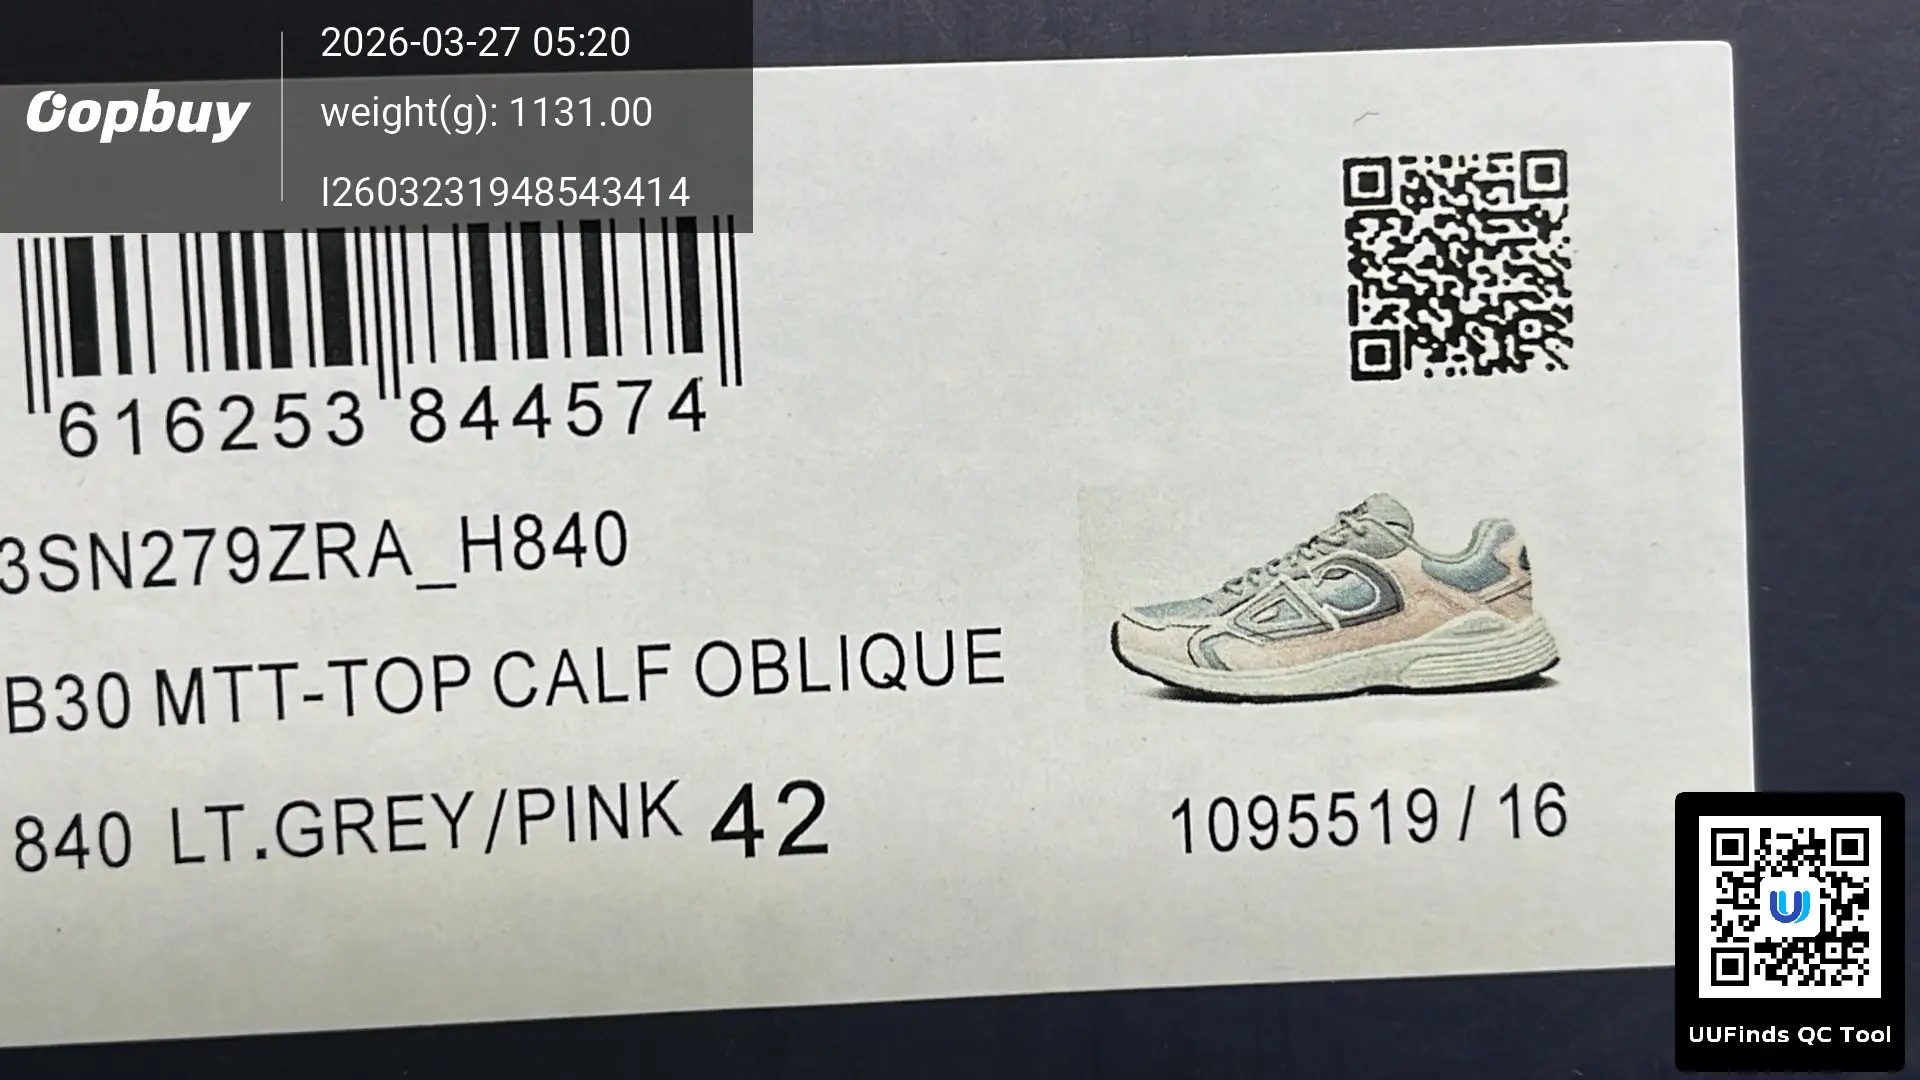 Oopbuy
2026-03-27 05:20
weight(g): 1131.00
I2603231948543414
616253 844574
3SN279ZRA_H840
B30 MTT-TOP CALF OBLIQUE
840 LT.GREY/PINK 42
1095519 / 16
UUFinds QC Tool